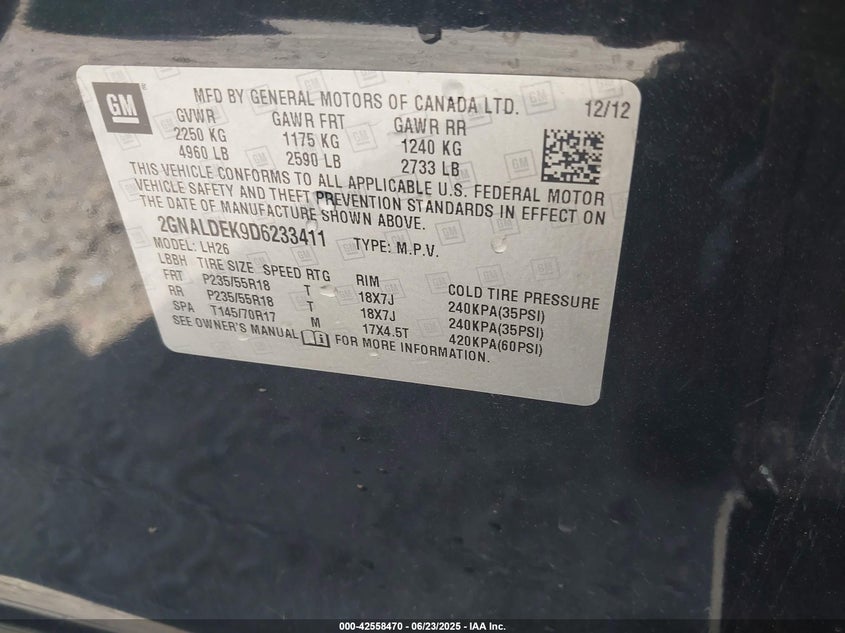 GM
MFD BY GENERAL MOTORS OF CANADA LTD. 12/12
GVWR GAWR FRT GAWR RR
2250 KG 1175 KG 1240 KG
4960 LB 2590 LB 2733 LB
THIS VEHICLE CONFORMS TO ALL APPLICABLE U.S. FEDERAL MOTOR
VEHICLE SAFETY AND THEFT PREVENTION STANDARDS IN EFFECT ON
THE DATE OF MANUFACTURE SHOWN ABOVE.
2GNALDEK9D6233411 TYPE: M.P.V.
MODEL: LH26
LBBH TIRE SIZE SPEED RTG RIM COLD TIRE PRESSURE
FRT P235/55R18 T 18X7J 240KPA(35PSI)
RR P235/55R18 T 18X7J 240KPA(35PSI)
SPA T145/70R17 M 17X4.5T 420KPA(60PSI)
SEE OWNER'S MANUAL FOR MORE INFORMATION.
000-42558470 - 06/23/2025 - IAA Inc.